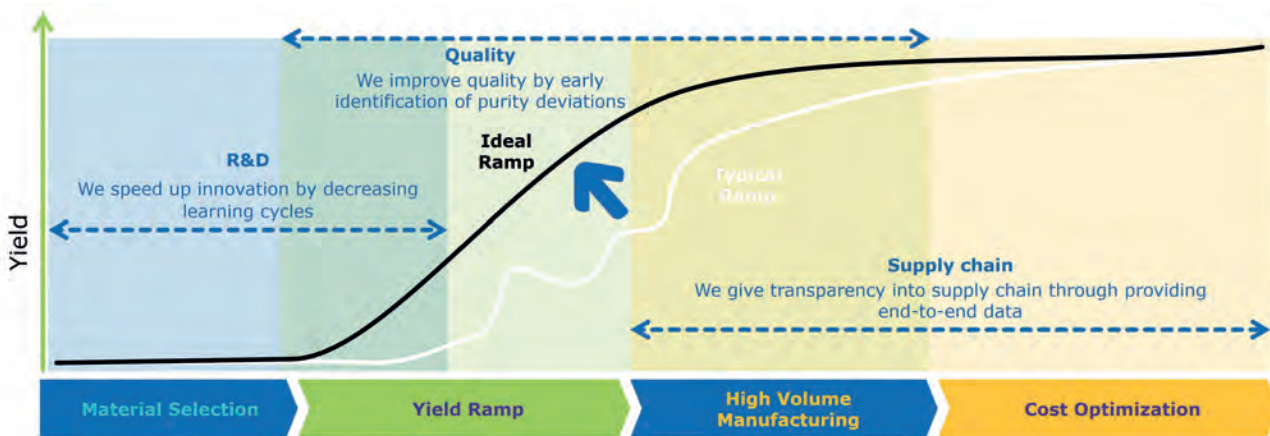 Quality
We improve quality by early
identification of purity deviations
Ideal
Ramp
R&D
We speed up innovation by decreasing
learning cycles
Typical
Ramp
Yield
Supply chain
We give transparency into supply chain through providing
end-to-end data
Material Selection
Yield Ramp
High Volume
Manufacturing
Cost Optimization